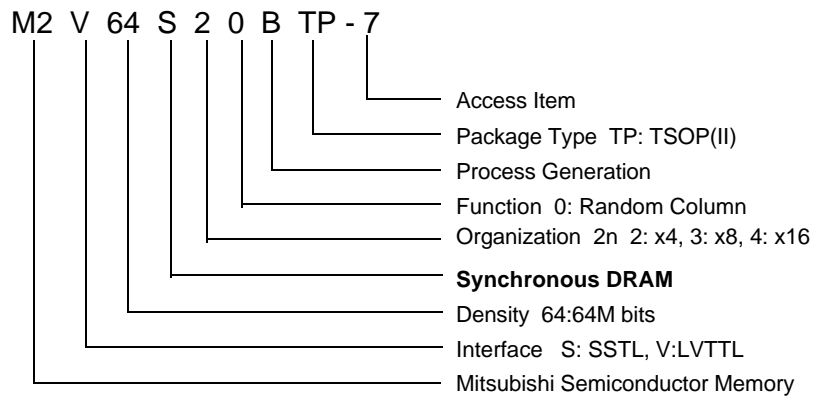 M2 V 64 S 2 0 B TP - 7
Access Item
Package Type TP: TSOP(II)
Process Generation
Function 0: Random Column
Organization 2n 2: x4, 3: x8, 4: x16
Synchronous DRAM
Density 64:64M bits
Interface S: SSTL, V:LVTTL
Mitsubishi Semiconductor Memory